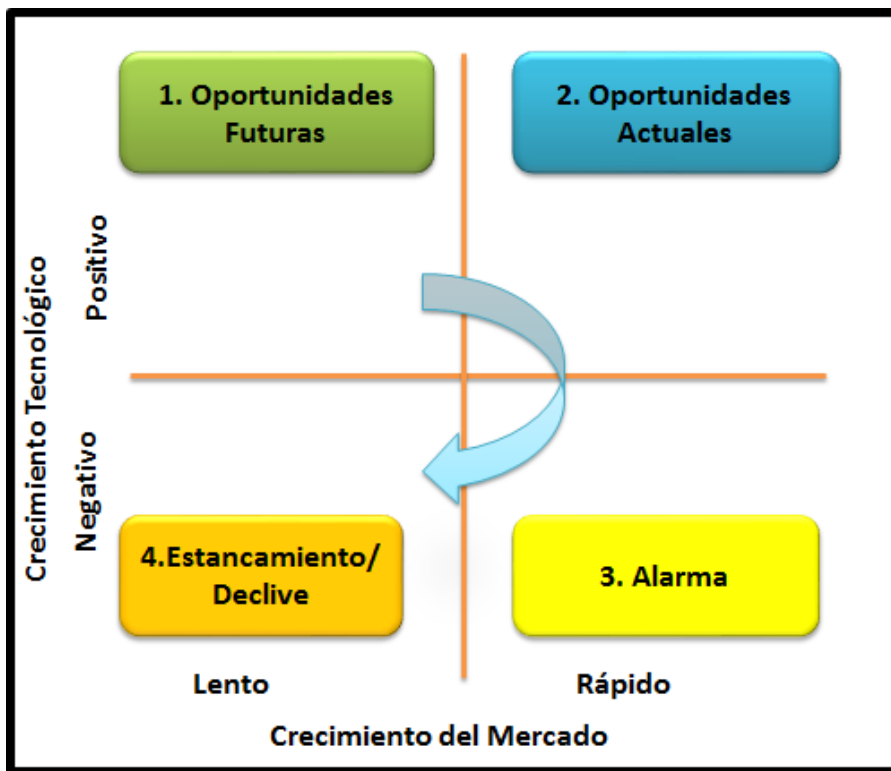 1. Oportunidades
Futuras
2. Oportunidades
Actuales
Crecimiento Tecnológico
Positivo
Negativo
4.Estancamiento/
Declive
3. Alarma
Lento
Rápido
Crecimiento del Mercado